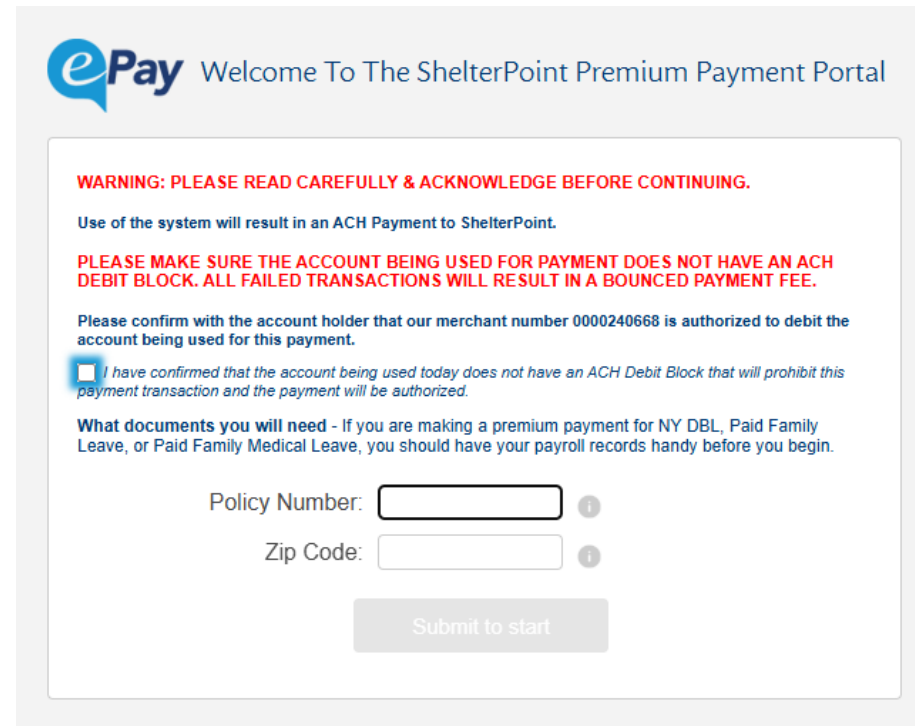 ePay Welcome To The ShelterPoint Premium Payment Portal
WARNING: PLEASE READ CAREFULLY & ACKNOWLEDGE BEFORE CONTINUING.
Use of the system will result in an ACH Payment to ShelterPoint.
PLEASE MAKE SURE THE ACCOUNT BEING USED FOR PAYMENT DOES NOT HAVE AN ACH
DEBIT BLOCK. ALL FAILED TRANSACTIONS WILL RESULT IN A BOUNCED PAYMENT FEE.
Please confirm with the account holder that our merchant number 0000240668 is authorized to debit the
account being used for this payment.
I have confirmed that the account being used today does not have an ACH Debit Block that will prohibit this
payment transaction and the payment will be authorized.
What documents you will need - If you are making a premium payment for NY DBL, Paid Family
Leave, or Paid Family Medical Leave, you should have your payroll records handy before you begin.
Policy Number: i
Zip Code: i
Submit to start